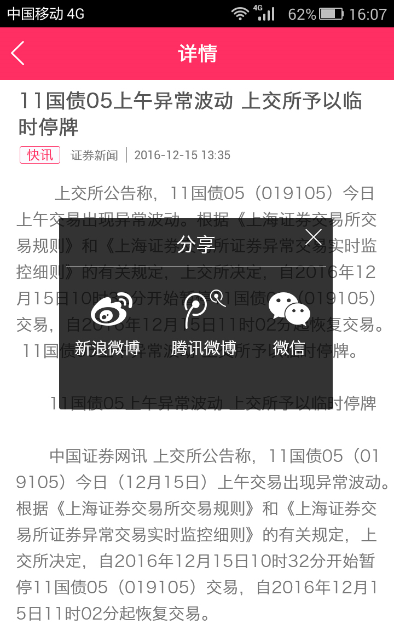 中国移动 4G
4G 62% 16:07
详情
11国债05上午异常波动 上交所予以临
时停牌
快讯 证券新闻 2016-12-15 13:35
上交所公告称，11国债05（019105）今日
上午交易出现异常波动。根据《上海证券交易所交
分享
易规则》和《上海证券交易所证券异常交易实时监
控细则》的有关规定，上交所决定，自2016年12
月15日10时32分开始暂停11国债05（019105）
交易，自2016年12月15日11时02分起恢复交易。
新浪微博 腾讯微博 微信
11国债05上午异常波动 上交所予以临时停牌。
11国债05上午异常波动 上交所予以临时停牌
中国证券网讯 上交所公告称，11国债05（01
9105）今日（12月15日）上午交易出现异常波动。
根据《上海证券交易所交易规则》和《上海证券交
易所证券异常交易实时监控细则》的有关规定，上
交所决定，自2016年12月15日10时32分开始暂
停11国债05（019105）交易，自2016年12月1
5日11时02分起恢复交易。